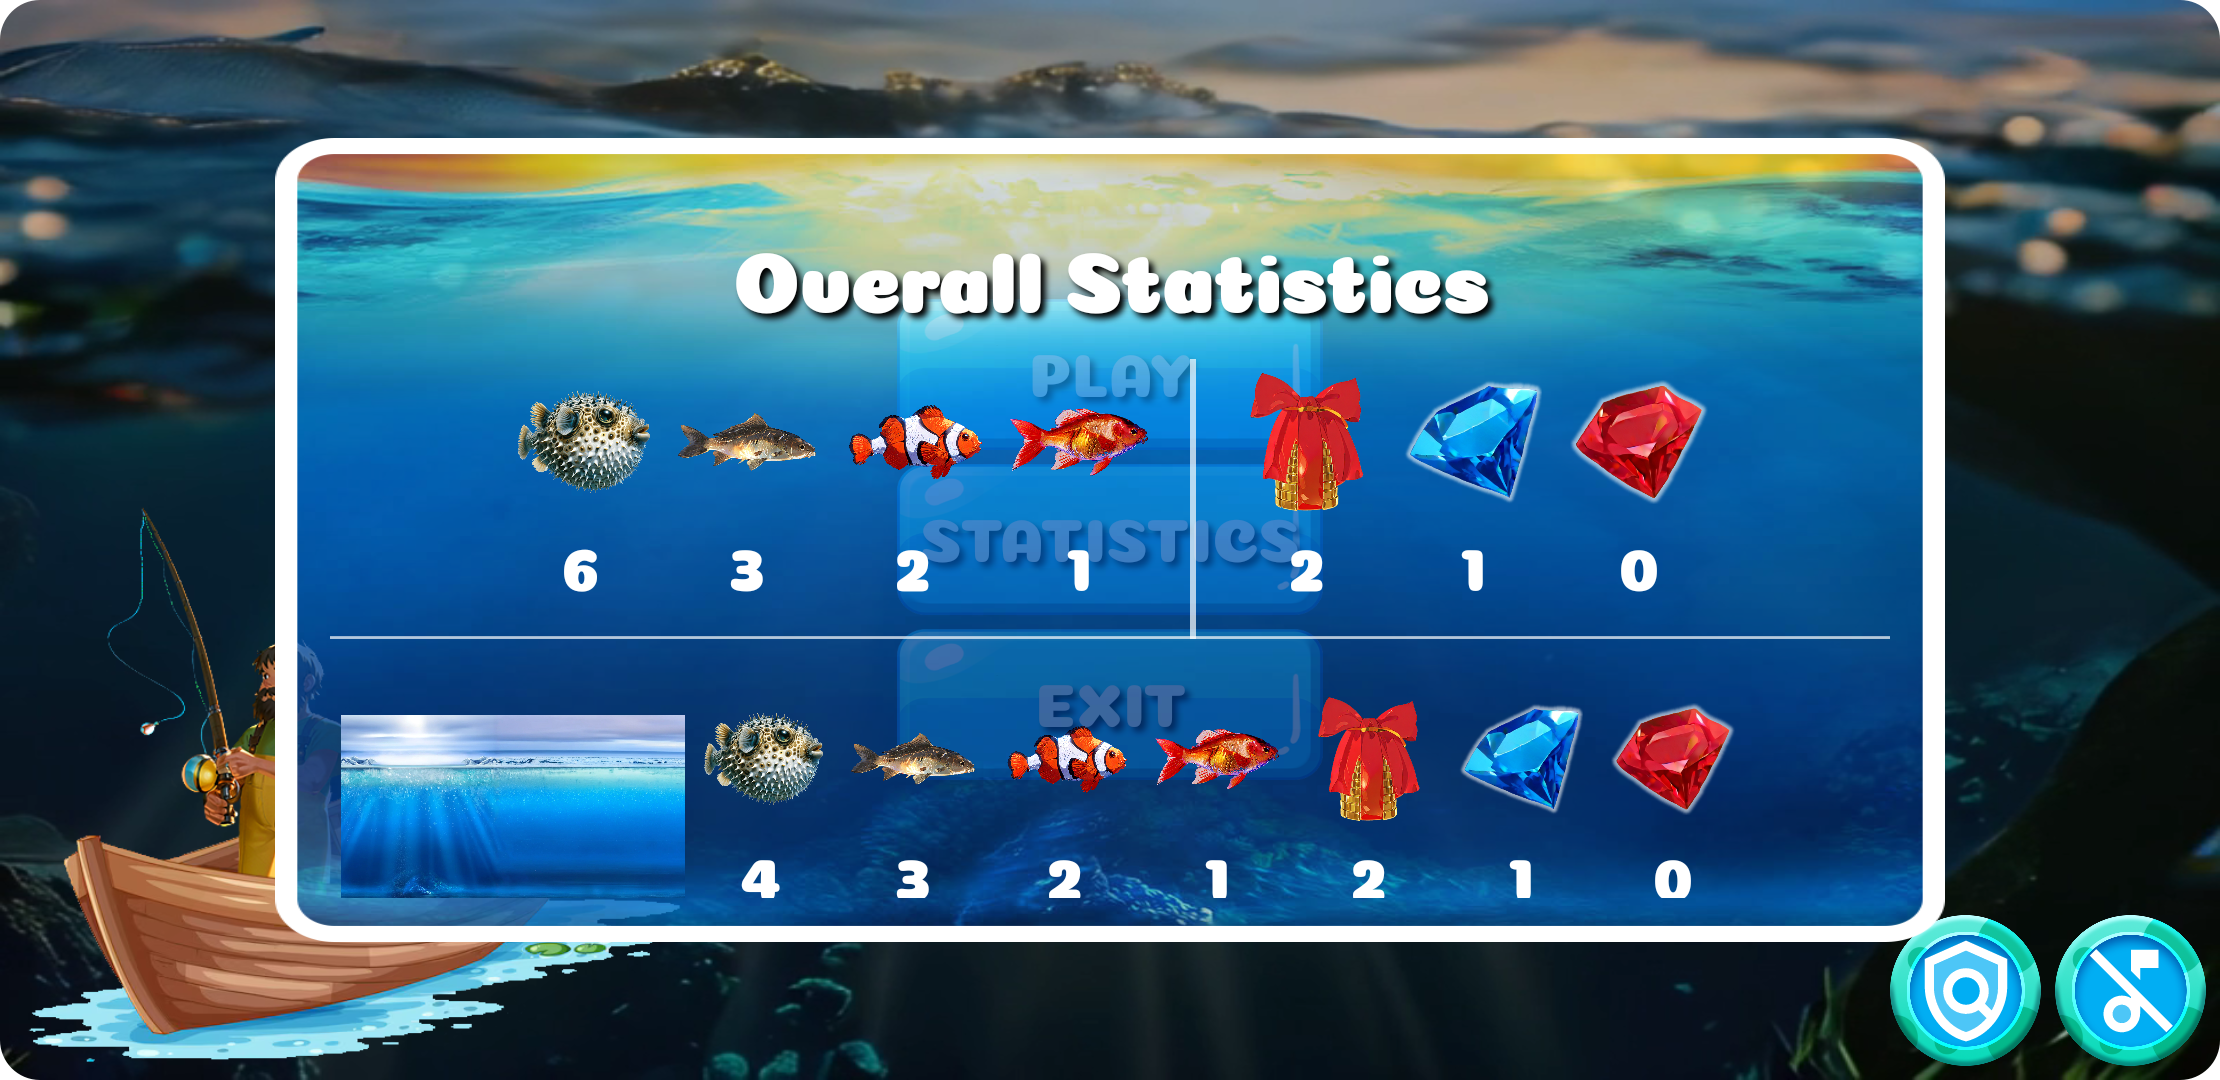 Overall Statistics
PLAY
STATISTICS
6 3 2 1 2 1 0
EXIT
4 3 2 1 2 1 0